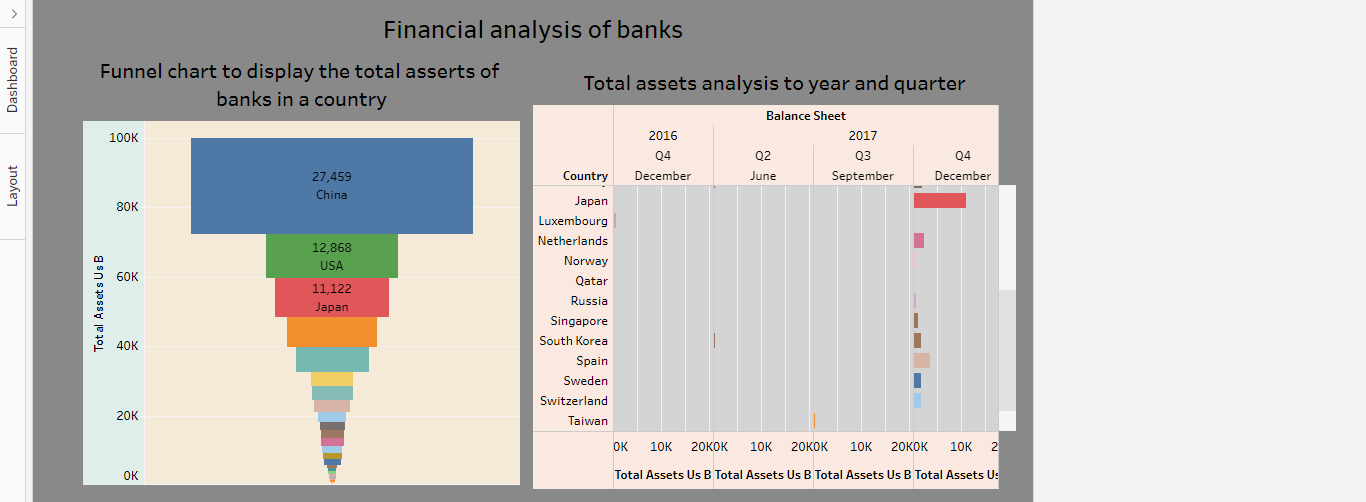 Dashboard
Layout
Financial analysis of banks
Funnel chart to display the total asserts of
banks in a country
Total Assets Us B
100K
80K
60K
40K
20K
0K
27,459
China
12,868
USA
11,122
Japan
Total assets analysis to year and quarter
Balance Sheet
2016 2017
Q4 Q2 Q3 Q4
Country December June September December
Japan
Luxembourg
Netherlands
Norway
Qatar
Russia
Singapore
South Korea
Spain
Sweden
Switzerland
Taiwan
0K 10K 20K 0K 10K 20K 0K 10K 20K 0K 10K 2
Total Assets Us B Total Assets Us B Total Assets Us B Total Assets Us